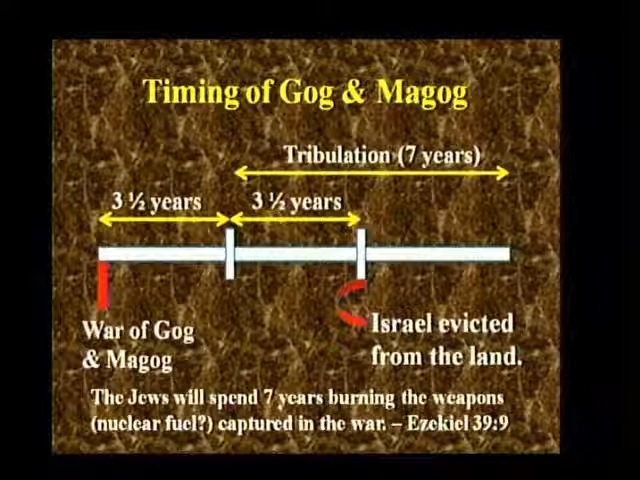 Timing of Gog & Magog
Tribulation (7 years)
3 ½ years
3 ½ years
War of Gog
& Magog
Israel evicted
from the land.
The Jews will spend 7 years burning the weapons
(nuclear fuel?) captured in the war. – Ezekiel 39:9